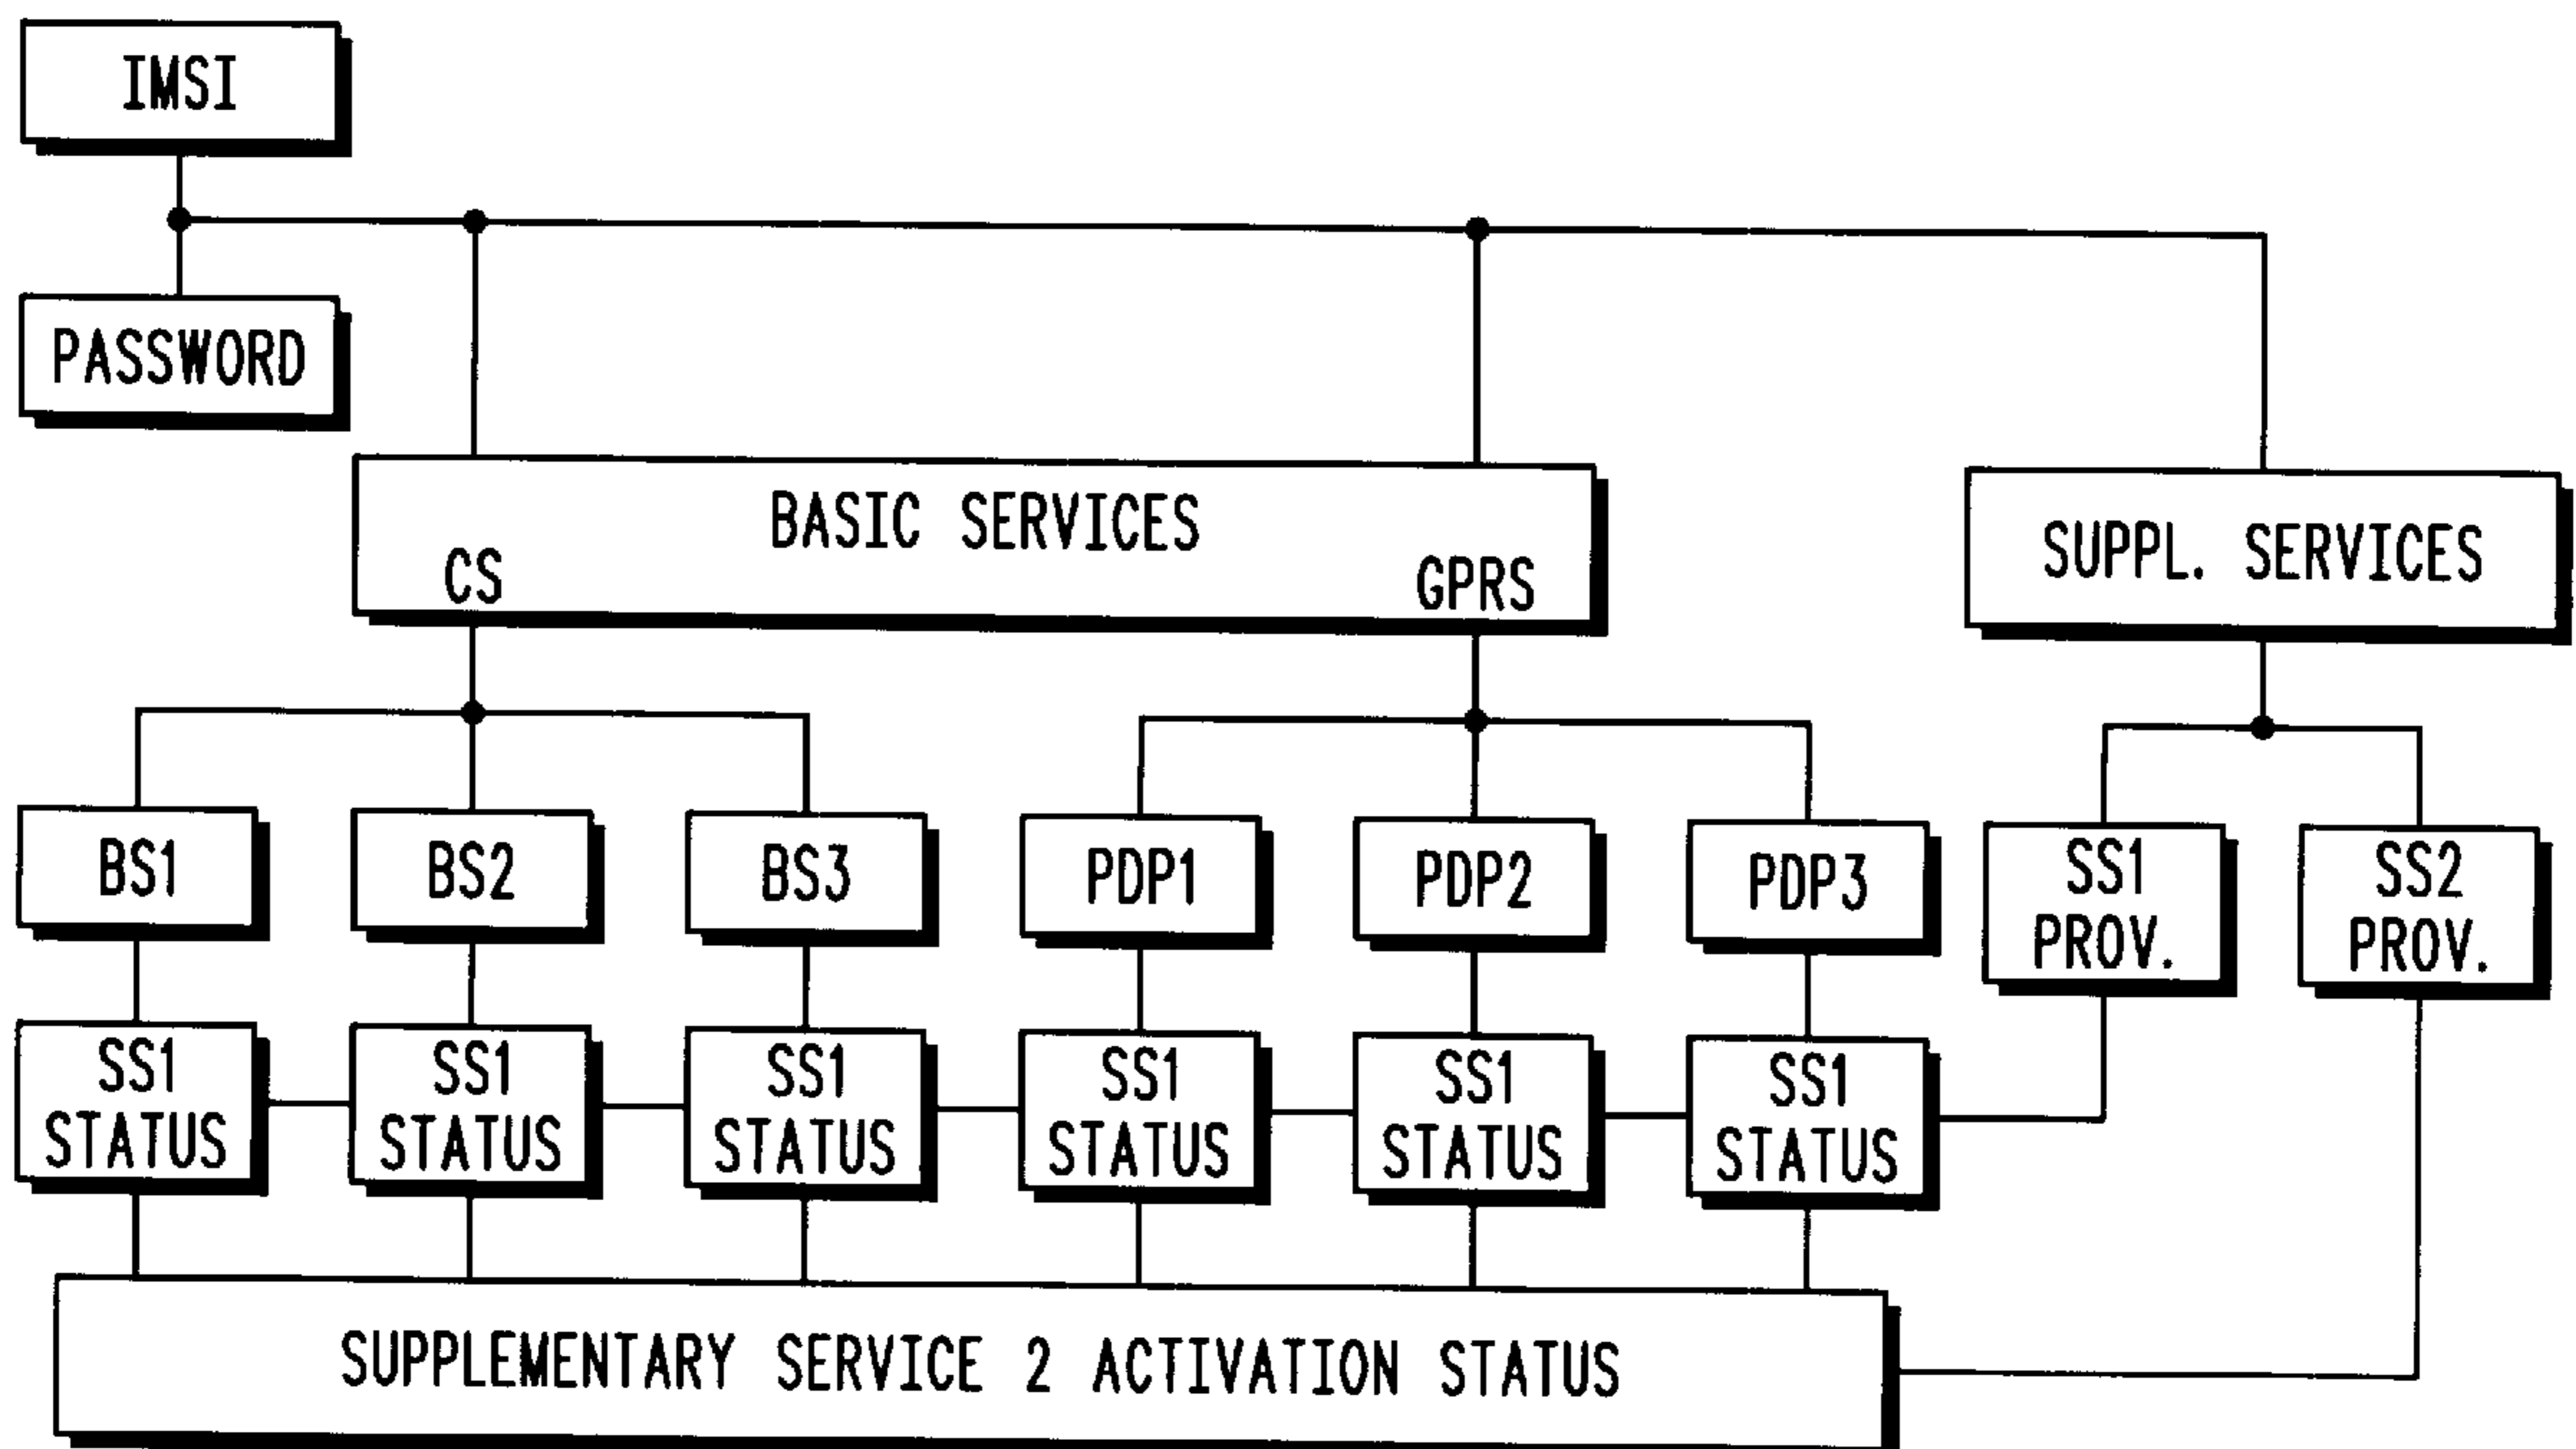 IMSI
PASSWORD
BASIC SERVICES
CS
GPRS
SUPPL. SERVICES
BS1
BS2
BS3
PDP1
PDP2
PDP3
SS1
PROV.
SS2
PROV.
SS1
STATUS
SS1
STATUS
SS1
STATUS
SS1
STATUS
SS1
STATUS
SS1
STATUS
SUPPLEMENTARY SERVICE 2 ACTIVATION STATUS